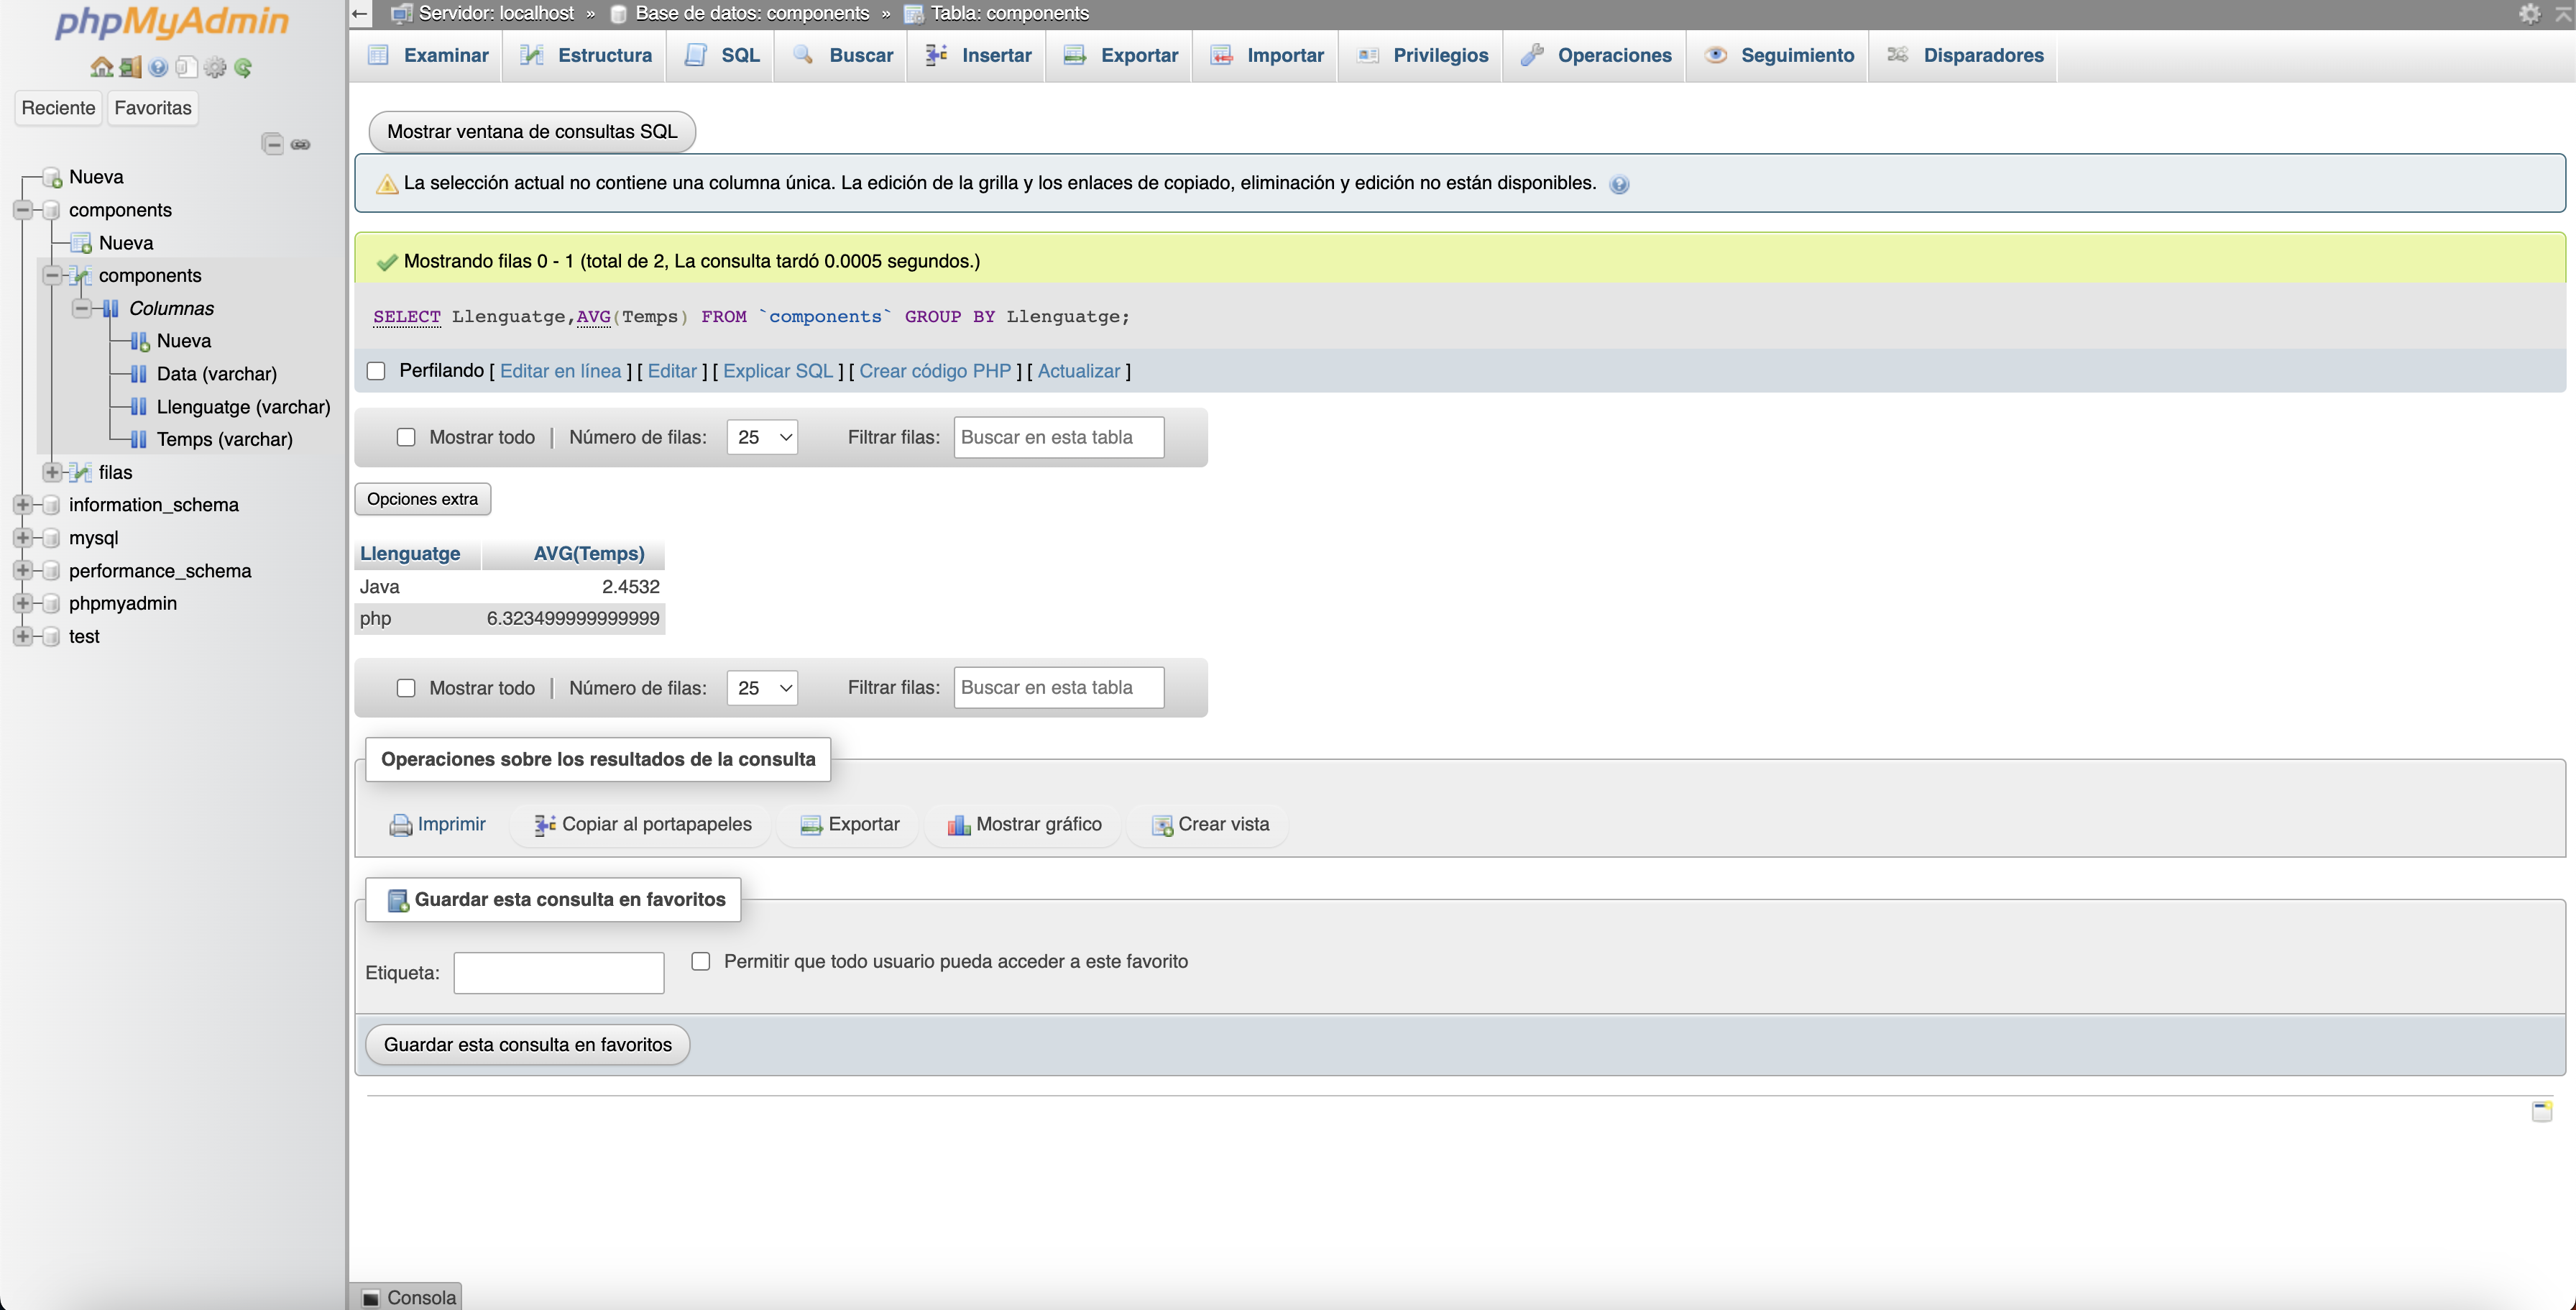 phpMyAdmin
Reciente Favoritas
Nueva
components
Nueva
components
Columnas
Nueva
Data (varchar)
Llenguatge (varchar)
Temps (varchar)
filas
information_schema
mysql
performance_schema
phpmyadmin
test
Servidor: localhost » Base de datos: components » Tabla: components
Examinar Estructura SQL Buscar Insertar Exportar Importar Privilegios Operaciones Seguimiento Disparadores
Mostrar ventana de consultas SQL
La selección actual no contiene una columna única. La edición de la grilla y los enlaces de copiado, eliminación y edición no están disponibles.
Mostrando filas 0 - 1 (total de 2, La consulta tardó 0.0005 segundos.)
SELECT Llenguatge,AVG(Temps) FROM `components` GROUP BY Llenguatge;
Perfilando [ Editar en línea ] [ Editar ] [ Explicar SQL ] [ Crear código PHP ] [ Actualizar ]
Mostrar todo | Número de filas: 25 Filtrar filas: Buscar en esta tabla
Opciones extra
Llenguatge AVG(Temps)
Java 2.4532
php 6.323499999999999
Mostrar todo | Número de filas: 25 Filtrar filas: Buscar en esta tabla
Operaciones sobre los resultados de la consulta
Imprimir Copiar al portapapeles Exportar Mostrar gráfico Crear vista
Guardar esta consulta en favoritos
Etiqueta: Permitir que todo usuario pueda acceder a este favorito
Guardar esta consulta en favoritos
Consola